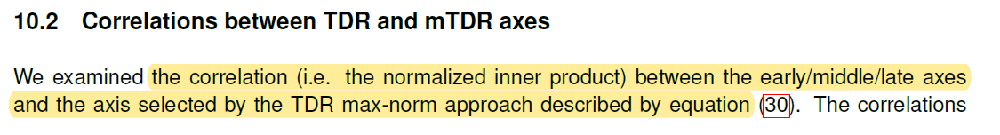 10.2 Correlations between TDR and mTDR axes
We examined the correlation (i.e. the normalized inner product) between the early/middle/late axes
and the axis selected by the TDR max-norm approach described by equation (30). The correlations